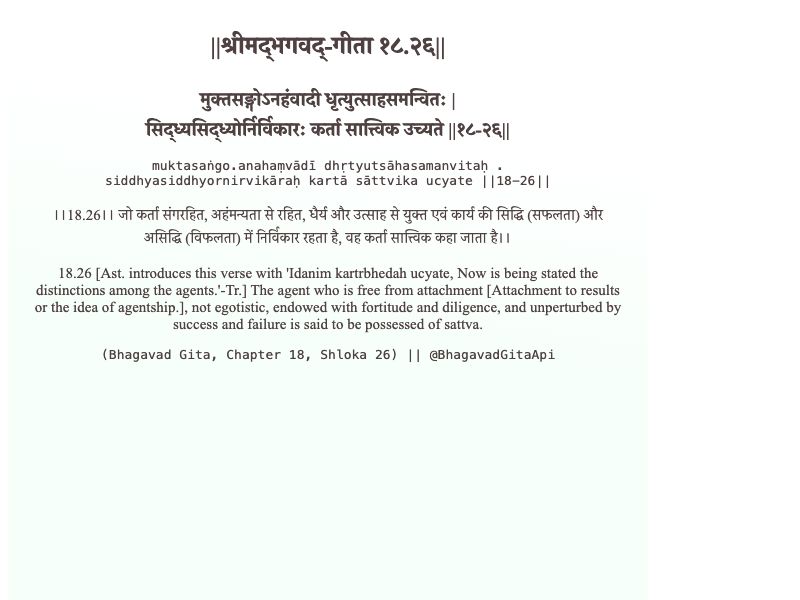 ||श्रीमद्‍भगवद्‍-गीता १८.२६||
मुक्तसङ्गोऽनहंवादी धृत्युत्साहसमन्वितः |
सिद्ध्यसिद्ध्योर्निर्विकारः कर्ता सात्त्विक उच्यते ||१८-२६||
muktasaṅgo.anahaṃvādī dhṛtyutsāhasamanvitaḥ .
siddhyasiddhyornirvikāraḥ kartā sāttvika ucyate ||18-26||
।।18.26।। जो कर्ता संगरहित, अहंमन्यता से रहित, धैर्य और उत्साह से युक्त एवं कार्य की सिद्धि (सफलता) और
असिद्धि (विफलता) में निर्विकार रहता है, वह कर्ता सात्त्विक कहा जाता है।।
18.26 [Ast. introduces this verse with 'Idanim kartrbhedah ucyate, Now is being stated the
distinctions among the agents.'-Tr.] The agent who is free from attachment [Attachment to results
or the idea of agentship.], not egotistic, endowed with fortitude and diligence, and unperturbed by
success and failure is said to be possessed of sattva.
(Bhagavad Gita, Chapter 18, Shloka 26) || @BhagavadGitaApi